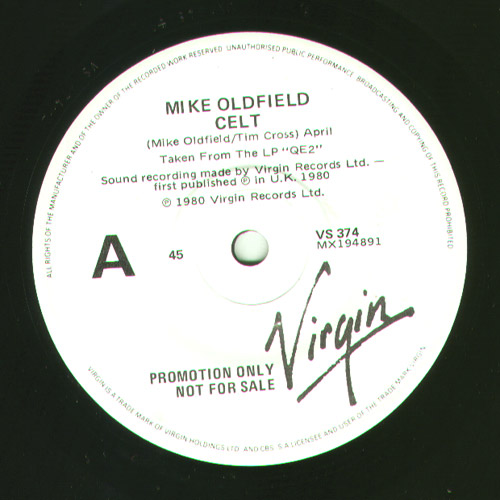 ALL RIGHTS OF THE MANUFACTURER AND OF THE OWNER OF THE RECORDED WORK RESERVED. UNAUTHORISED PUBLIC PERFORMANCE, BROADCASTING AND COPYING OF THIS RECORD PROHIBITED
MIKE OLDFIELD
CELT
(Mike Oldfield/Tim Cross) April
Taken From The LP "QE2"
Sound recording made by Virgin Records Ltd. —
first published ℗ in U.K. 1980
℗ 1980 Virgin Records Ltd.
A
45
VS 374
MX194891
Virgin
PROMOTION ONLY
NOT FOR SALE
VIRGIN IS A TRADE MARK OF VIRGIN HOLDINGS LTD. AND CBS. IS A LICENSEE AND USER OF THE TRADE MARK VIRGIN